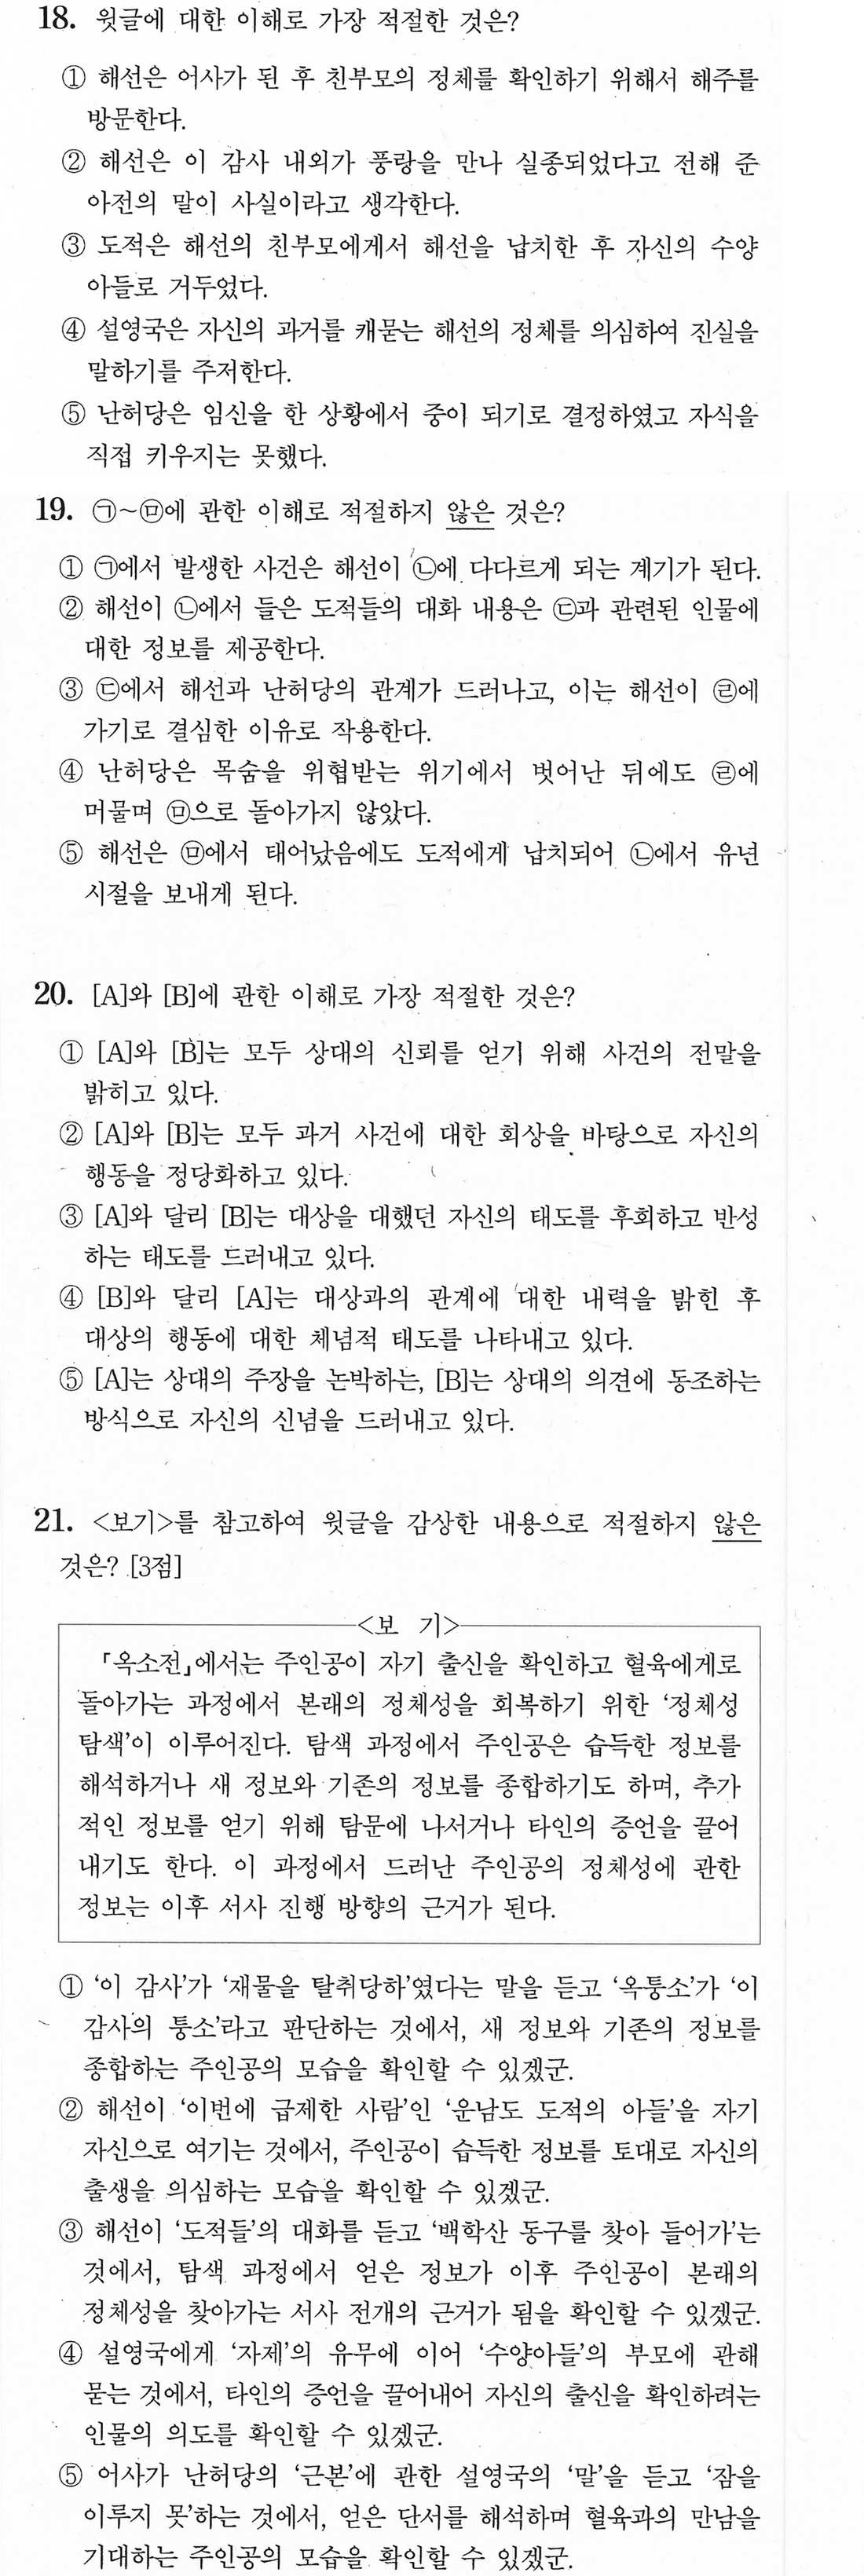 18. 윗글에 대한 이해로 가장 적절한 것은?
① 해선은 어사가 된 후 친부모의 정체를 확인하기 위해서 해주를
방문한다.
② 해선은 이 감사 내외가 풍랑을 만나 실종되었다고 전해 준
아전의 말이 사실이라고 생각한다.
③ 도적은 해선의 친부모에게서 해선을 납치한 후 자신의 수양
아들로 거두었다.
④ 설영국은 자신의 과거를 캐묻는 해선의 정체를 의심하여 진실을
말하기를 주저한다.
⑤ 난허당은 임신을 한 상황에서 중이 되기로 결정하였고 자식을
직접 키우지는 못했다.
19. ㉠~㉤에 관한 이해로 적절하지 않은 것은?
① ㉠에서 발생한 사건은 해선이 ㉡에 다다르게 되는 계기가 된다.
② 해선이 ㉡에서 들은 도적들의 대화 내용은 ㉢과 관련된 인물에
대한 정보를 제공한다.
③ ㉢에서 해선과 난허당의 관계가 드러나고, 이는 해선이 ㉣에
가기로 결심한 이유로 작용한다.
④ 난허당은 목숨을 위협받는 위기에서 벗어난 뒤에도 ㉣에
머물며 ㉤으로 돌아가지 않았다.
⑤ 해선은 ㉤에서 태어났음에도 도적에게 납치되어 ㉡에서 유년
시절을 보내게 된다.
20. [A]와 [B]에 관한 이해로 가장 적절한 것은?
① [A]와 [B]는 모두 상대의 신뢰를 얻기 위해 사건의 전말을
밝히고 있다.
② [A]와 [B]는 모두 과거 사건에 대한 회상을 바탕으로 자신의
행동을 정당화하고 있다.
③ [A]와 달리 [B]는 대상을 대했던 자신의 태도를 후회하고 반성
하는 태도를 드러내고 있다.
④ [B]와 달리 [A]는 대상과의 관계에 대한 내력을 밝힌 후
대상의 행동에 대한 체념적 태도를 나타내고 있다.
⑤ [A]는 상대의 주장을 논박하는, [B]는 상대의 의견에 동조하는
방식으로 자신의 신념을 드러내고 있다.
21. <보기>를 참고하여 윗글을 감상한 내용으로 적절하지 않은
것은? [3점]
<보 기>
「옥소전」에서는 주인공이 자기 출신을 확인하고 혈육에게로
돌아가는 과정에서 본래의 정체성을 회복하기 위한 '정체성
탐색'이 이루어진다. 탐색 과정에서 주인공은 습득한 정보를
해석하거나 새 정보와 기존의 정보를 종합하기도 하며, 추가
적인 정보를 얻기 위해 탐문에 나서거나 타인의 증언을 끌어
내기도 한다. 이 과정에서 드러난 주인공의 정체성에 관한
정보는 이후 서사 진행 방향의 근거가 된다.
① '이 감사'가 '재물을 탈취당하'였다는 말을 듣고 '옥퉁소'가 '이
감사의 퉁소'라고 판단하는 것에서, 새 정보와 기존의 정보를
종합하는 주인공의 모습을 확인할 수 있겠군.
② 해선이 '이번에 급제한 사람'인 '운남도 도적의 아들'을 자기
자신으로 여기는 것에서, 주인공이 습득한 정보를 토대로 자신의
출생을 의심하는 모습을 확인할 수 있겠군.
③ 해선이 '도적들'의 대화를 듣고 '백학산 동구를 찾아 들어가'는
것에서, 탐색 과정에서 얻은 정보가 이후 주인공이 본래의
정체성을 찾아가는 서사 전개의 근거가 됨을 확인할 수 있겠군.
④ 설영국에게 '자제'의 유무에 이어 '수양아들'의 부모에 관해
묻는 것에서, 타인의 증언을 끌어내어 자신의 출신을 확인하려는
인물의 의도를 확인할 수 있겠군.
⑤ 어사가 난허당의 '근본'에 관한 설영국의 '말'을 듣고 '잠을
이루지 못'하는 것에서, 얻은 단서를 해석하며 혈육과의 만남을
기대하는 주인공의 모습을 확인할 수 있겠군.